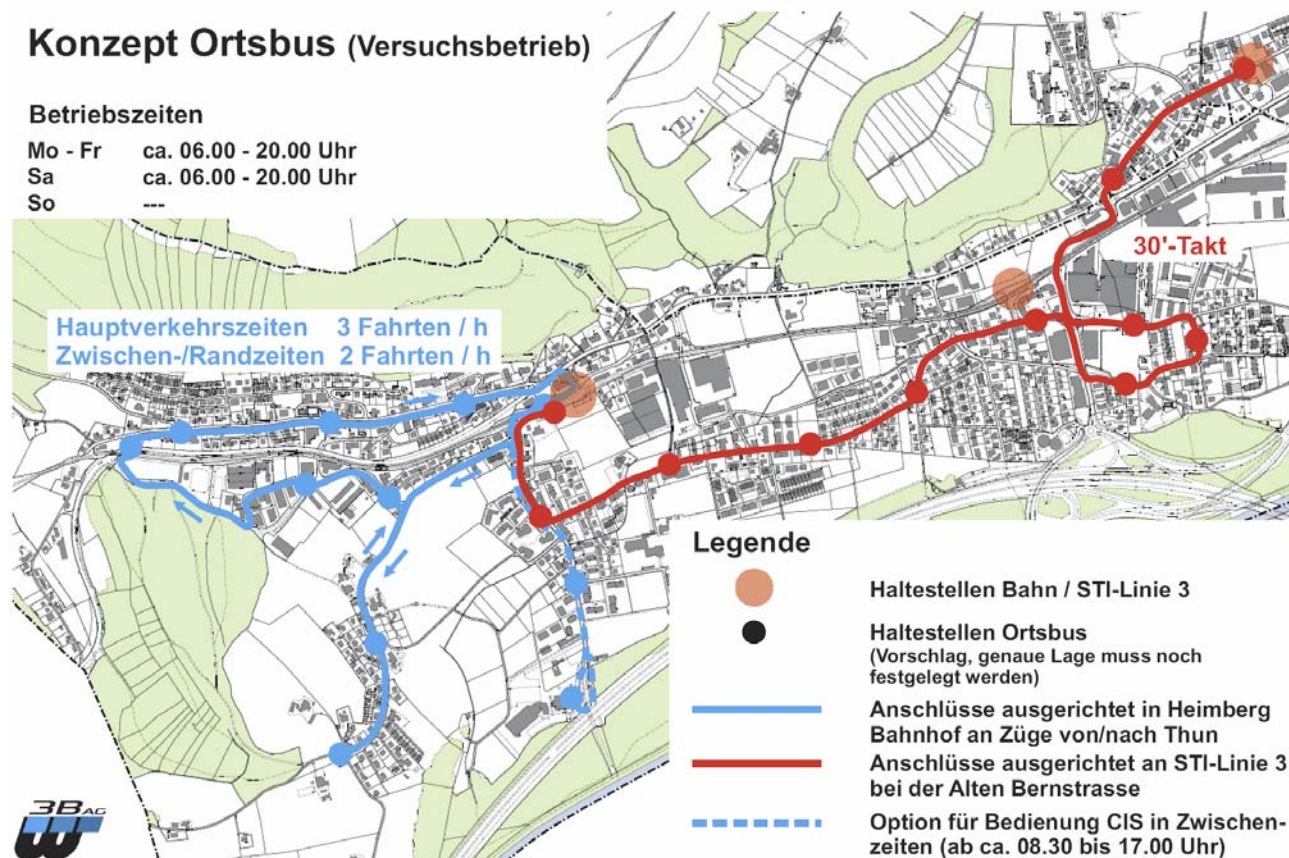 Konzept Ortsbus (Versuchsbetrieb)
Betriebszeiten
Mo - Fr ca. 06.00 - 20.00 Uhr
Sa ca. 06.00 - 20.00 Uhr
So ---
30'-Takt
Hauptverkehrszeiten 3 Fahrten / h
Zwischen-/Randzeiten 2 Fahrten / h
Legende
Haltestellen Bahn / STI-Linie 3
Haltestellen Ortsbus
(Vorschlag, genaue Lage muss noch
festgelegt werden)
Anschlüsse ausgerichtet in Heimberg
Bahnhof an Züge von/nach Thun
Anschlüsse ausgerichtet an STI-Linie 3
bei der Alten Bernstrasse
Option für Bedienung CIS in Zwischen-
zeiten (ab ca. 08.30 bis 17.00 Uhr)
3B AG